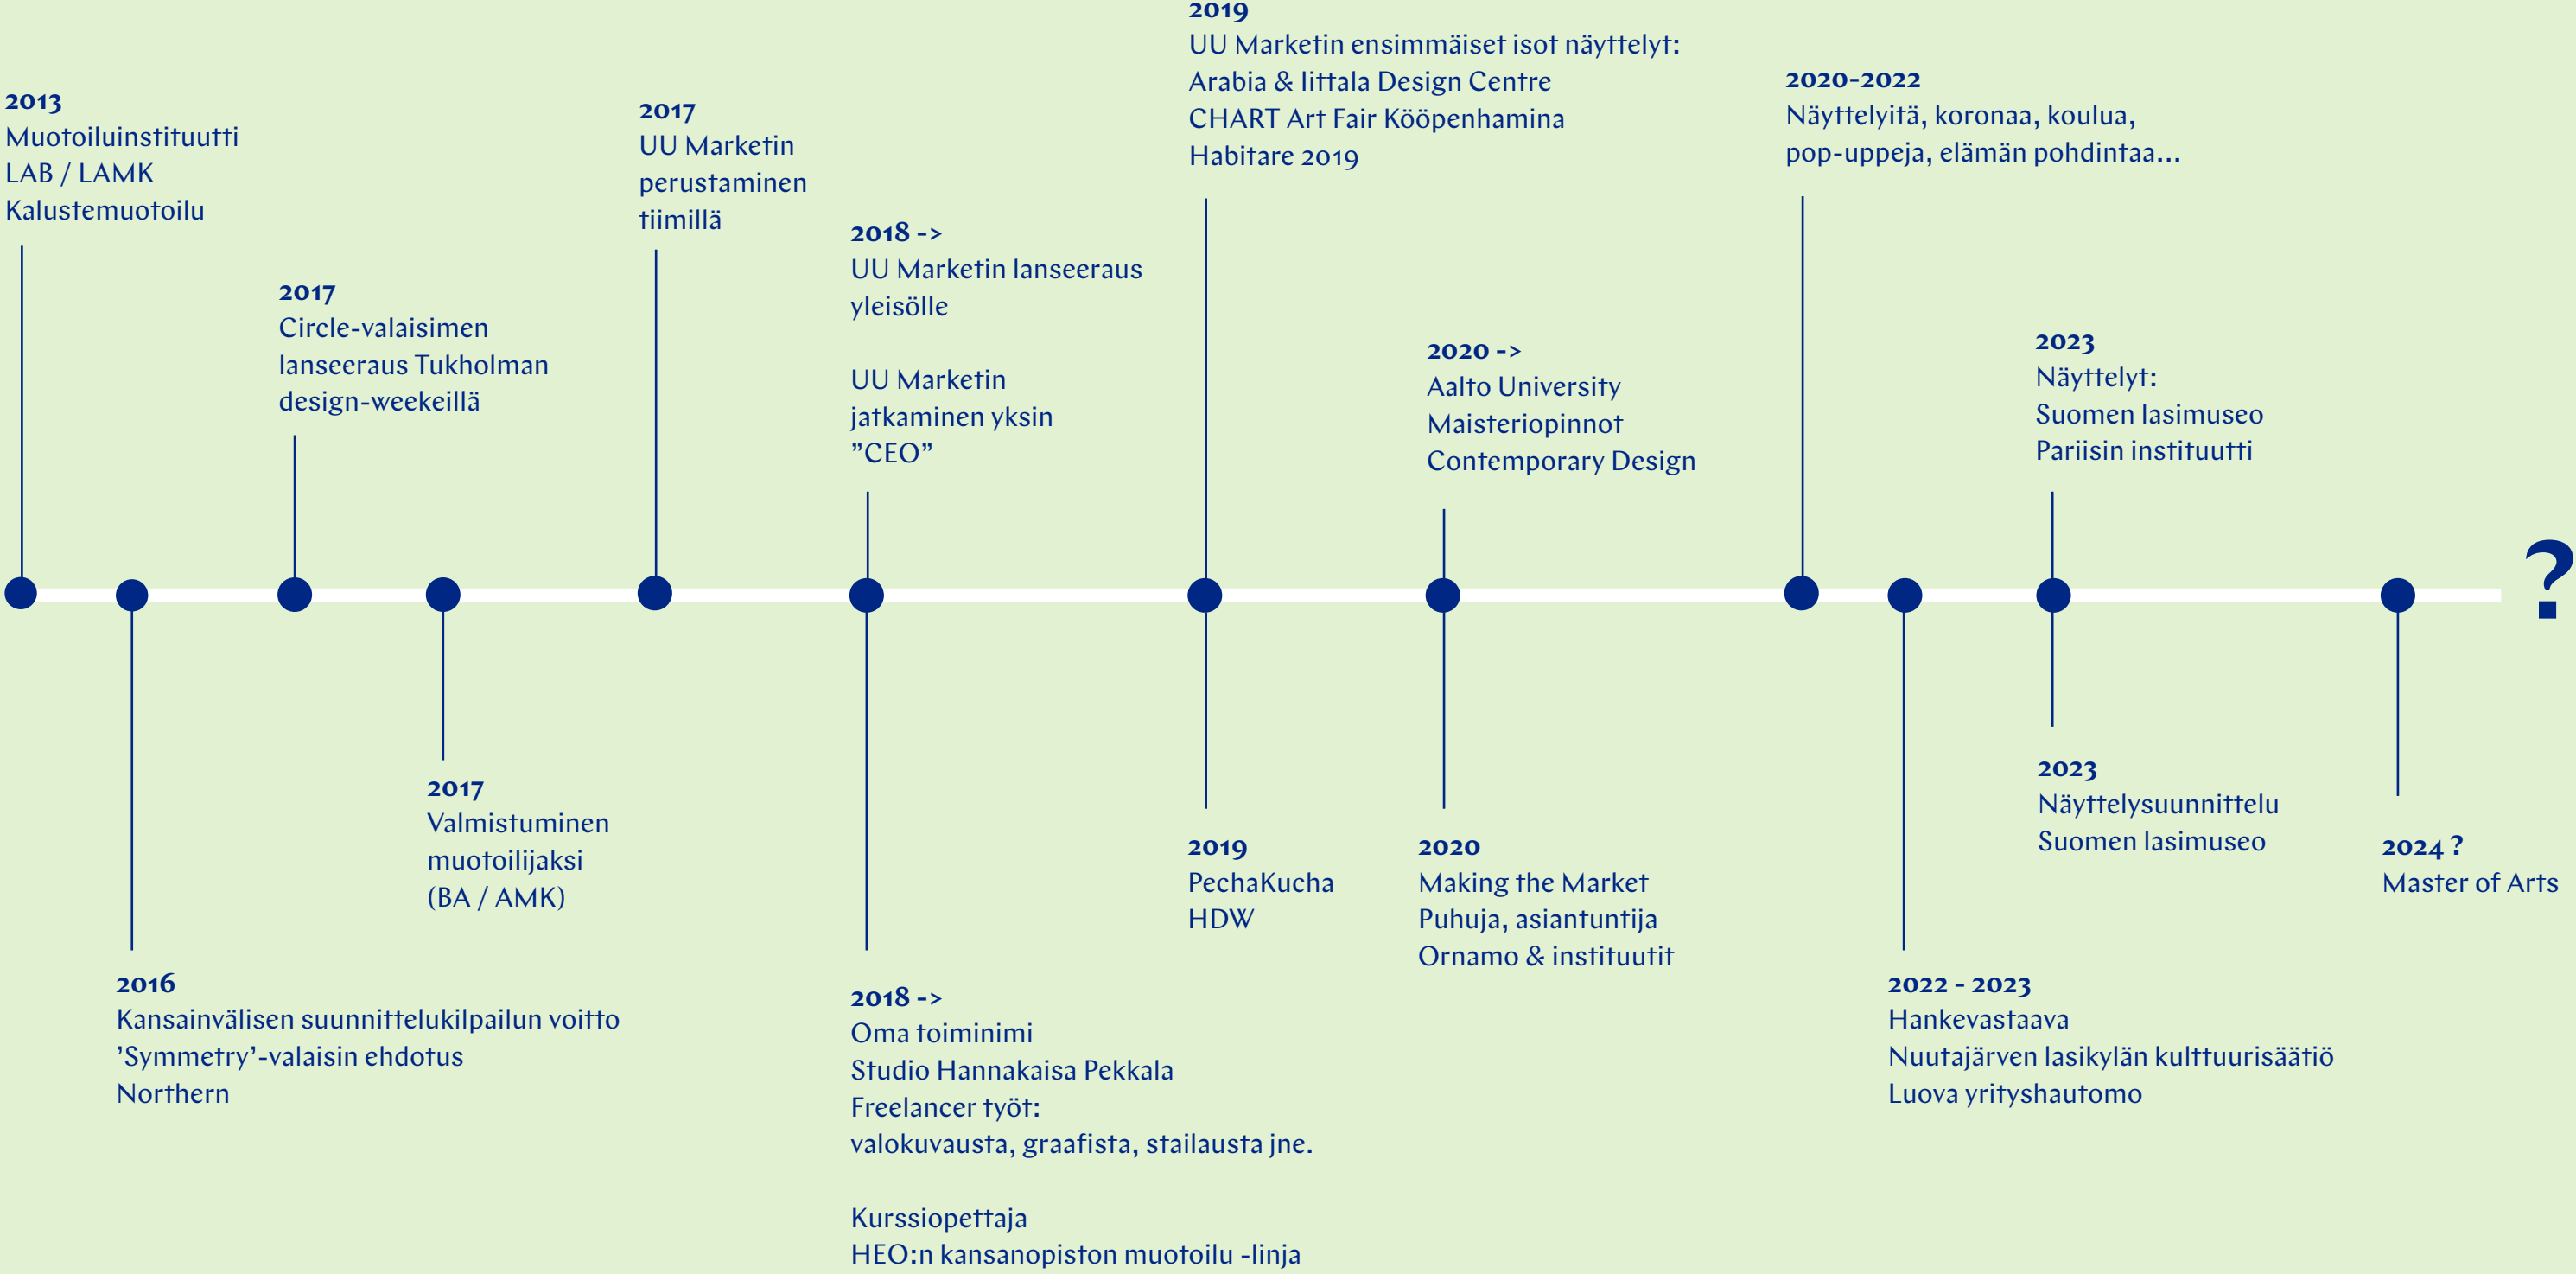 2013
Muotoiluinstituutti
LAB / LAMK
Kalustemuotoilu
2016
Kansainvälisen suunnittelukilpailun voitto
’Symmetry’-valaisin ehdotus
Northern
2017
Circle-valaisimen
lanseeraus Tukholman
design-weekeillä
2017
Valmistuminen
muotoilijaksi
(BA / AMK)
2017
UU Marketin
perustaminen
tiimillä
2018 ->
UU Marketin lanseeraus
yleisölle
UU Marketin
jatkaminen yksin
”CEO”
2018 ->
Oma toiminimi
Studio Hannakaisa Pekkala
Freelancer työt:
valokuvausta, graafista, stailausta jne.
Kurssiopettaja
HEO:n kansanopiston muotoilu -linja
2019
UU Marketin ensimmäiset isot näyttelyt:
Arabia & Iittala Design Centre
CHART Art Fair Kööpenhamina
Habitare 2019
2019
PechaKucha
HDW
2020 ->
Aalto University
Maisteriopinnot
Contemporary Design
2020
Making the Market
Puhuja, asiantuntija
Ornamo & instituutit
2020-2022
Näyttelyitä, koronaa, koulua,
pop-uppeja, elämän pohdintaa...
2022 - 2023
Hankevastaava
Nuutajärven lasikylän kulttuurisäätiö
Luova yrityshautomo
2023
Näyttelyt:
Suomen lasimuseo
Pariisin instituutti
2023
Näyttelysuunnittelu
Suomen lasimuseo
2024 ?
Master of Arts
?